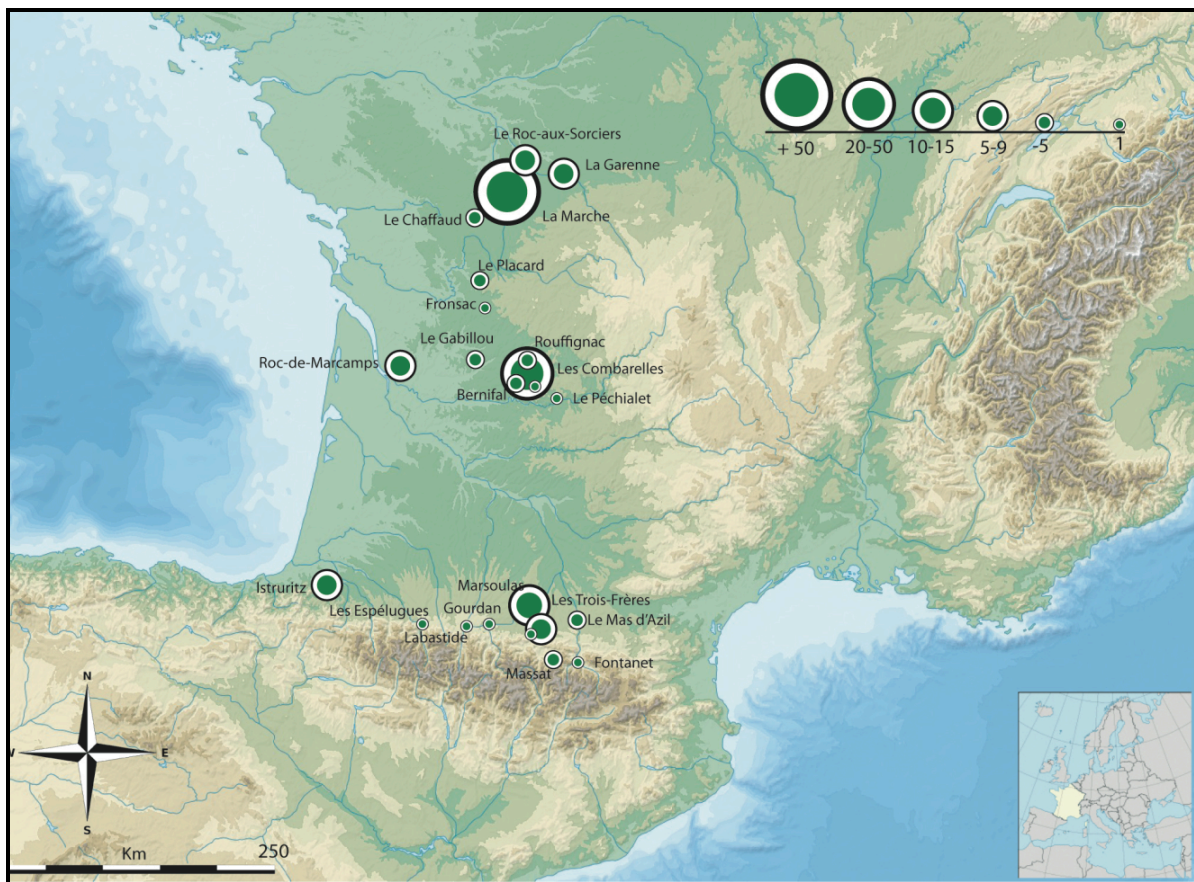 Le Roc-aux-Sorciers
La Garenne
La Marche
Le Chaffaud
Le Placard
Fronsac
Le Gabillou
Rouffignac
Roc-de-Marcamps
Les Combarelles
Bernifal
Le Péchialet
Istruritz
Marsoulas
Les Trois-Frères
Les Espélugues
Gourdan
Le Mas d'Azil
Labastide
Massat
Fontanet
+ 50
20-50
10-15
5-9
-5
1
N
W
E
S
Km
250